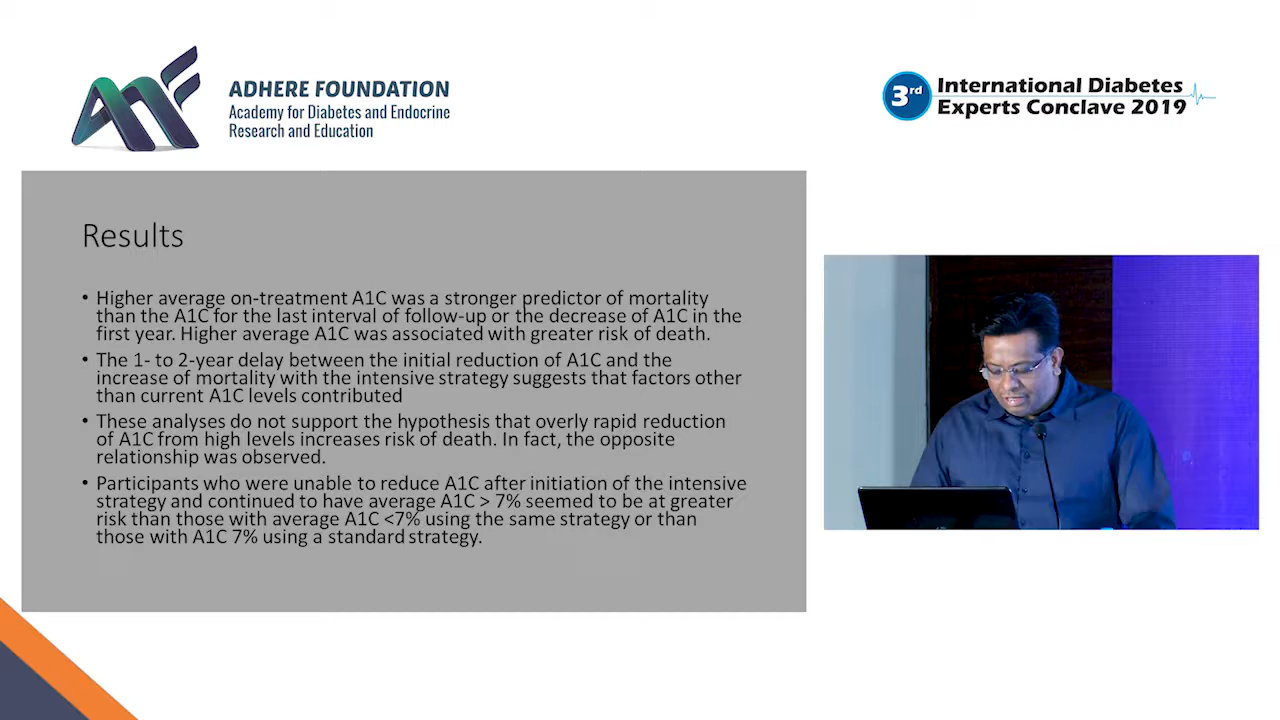 ADHERE FOUNDATION
Academy for Diabetes and Endocrine
Research and Education
3rd
International Diabetes
Experts Conclave 2019
Results
• Higher average on-treatment A1C was a stronger predictor of mortality
than the A1C for the last interval of follow-up or the decrease of A1C in the
first year. Higher average A1C was associated with greater risk of death.
• The 1- to 2-year delay between the initial reduction of A1C and the
increase of mortality with the intensive strategy suggests that factors other
than current A1C levels contributed
• These analyses do not support the hypothesis that overly rapid reduction
of A1C from high levels increases risk of death. In fact, the opposite
relationship was observed.
• Participants who were unable to reduce A1C after initiation of the intensive
strategy and continued to have average A1C > 7% seemed to be at greater
risk than those with average A1C <7% using the same strategy or than
those with A1C 7% using a standard strategy.